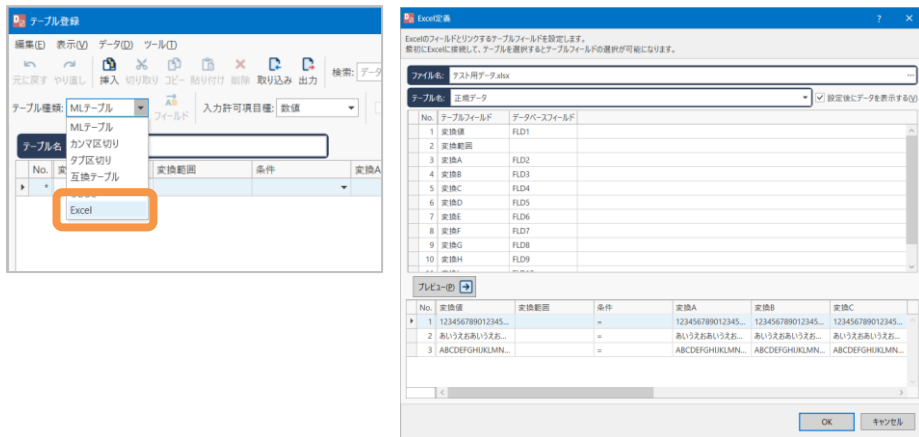 テーブル登録
編集(E) 表示(V) データ(D) ツール(T)
元に戻す やり直し 挿入 切り取り コピー 貼り付け 削除 取り込み 出力 検索: データ
テーブル種類: MLテーブル フィールド 入力許可項目種: 数値
MLテーブル
カンマ区切り
タブ区切り
互換テーブル
Excel
テーブル名
No. 変 変換範囲 条件 変換A
*
Excel定義
Excelのフィールドとリンクするテーブルフィールドを設定します。
最初にExcelに接続して、テーブルを選択するとテーブルフィールドの選択が可能になります。
ファイル名: テスト用データ.xlsx ...
テーブル名: 正規データ 設定後にデータを表示する(V)
No. テーブルフィールド データベースフィールド
1 変換値 FLD1
2 変換範囲
3 変換A FLD2
4 変換B FLD3
5 変換C FLD4
6 変換D FLD5
7 変換E FLD6
8 変換F FLD7
9 変換G FLD8
10 変換H FLD9
プレビュー(P)
No. 変換値 変換範囲 条件 変換A 変換B 変換C
1 123456789012345... = 123456789012345... 123456789012345... 123456789012345...
2 あいうえおあいうえお... = あいうえおあいうえお... あいうえおあいうえお... あいうえおあいうえお...
3 ABCDEFGHIJKLMN... = ABCDEFGHIJKLMN... ABCDEFGHIJKLMN... ABCDEFGHIJKLMN...
OK キャンセル